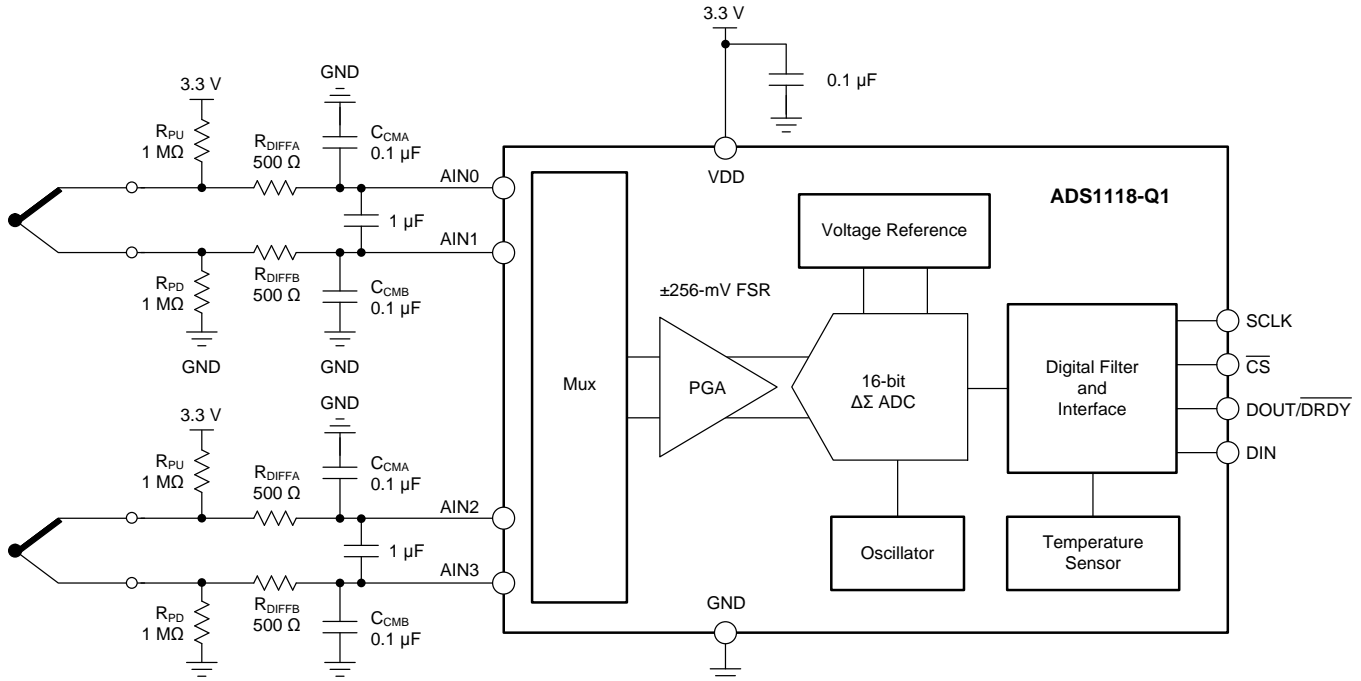 3.3 V
0.1 µF
VDD
ADS1118-Q1
3.3 V
GND
R_PU
1 MΩ
R_DIFFA
500 Ω
C_CMA
0.1 µF
AIN0
1 µF
AIN1
R_PD
1 MΩ
R_DIFFB
500 Ω
C_CMB
0.1 µF
GND
GND
3.3 V
GND
R_PU
1 MΩ
R_DIFFA
500 Ω
C_CMA
0.1 µF
AIN2
1 µF
AIN3
R_PD
1 MΩ
R_DIFFB
500 Ω
C_CMB
0.1 µF
Mux
±256-mV FSR
PGA
Voltage Reference
16-bit
ΔΣ ADC
Oscillator
Digital Filter
and
Interface
Temperature
Sensor
SCLK
C̅S̅
DOUT/D̅R̅D̅Y̅
DIN
GND